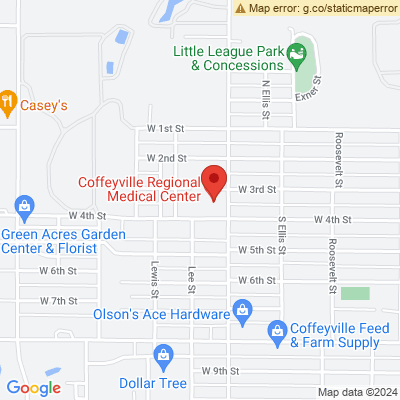 Map error: g.co/staticmaperror
Little League Park
& Concessions
Exner St
N Ellis St
Casey's
W 1st St
Roosevelt St
W 2nd St
Coffeyville Regional
Medical Center
W 3rd St
W 4th St
W 4th St
S Ellis St
Green Acres Garden
Center & Florist
W 5th St
Roosevelt St
W 6th St
Lewis St
Lee St
W 6th St
W 7th St
Olson's Ace Hardware
Coffeyville Feed
& Farm Supply
Dollar Tree
W 9th St
Google
Map data ©2024